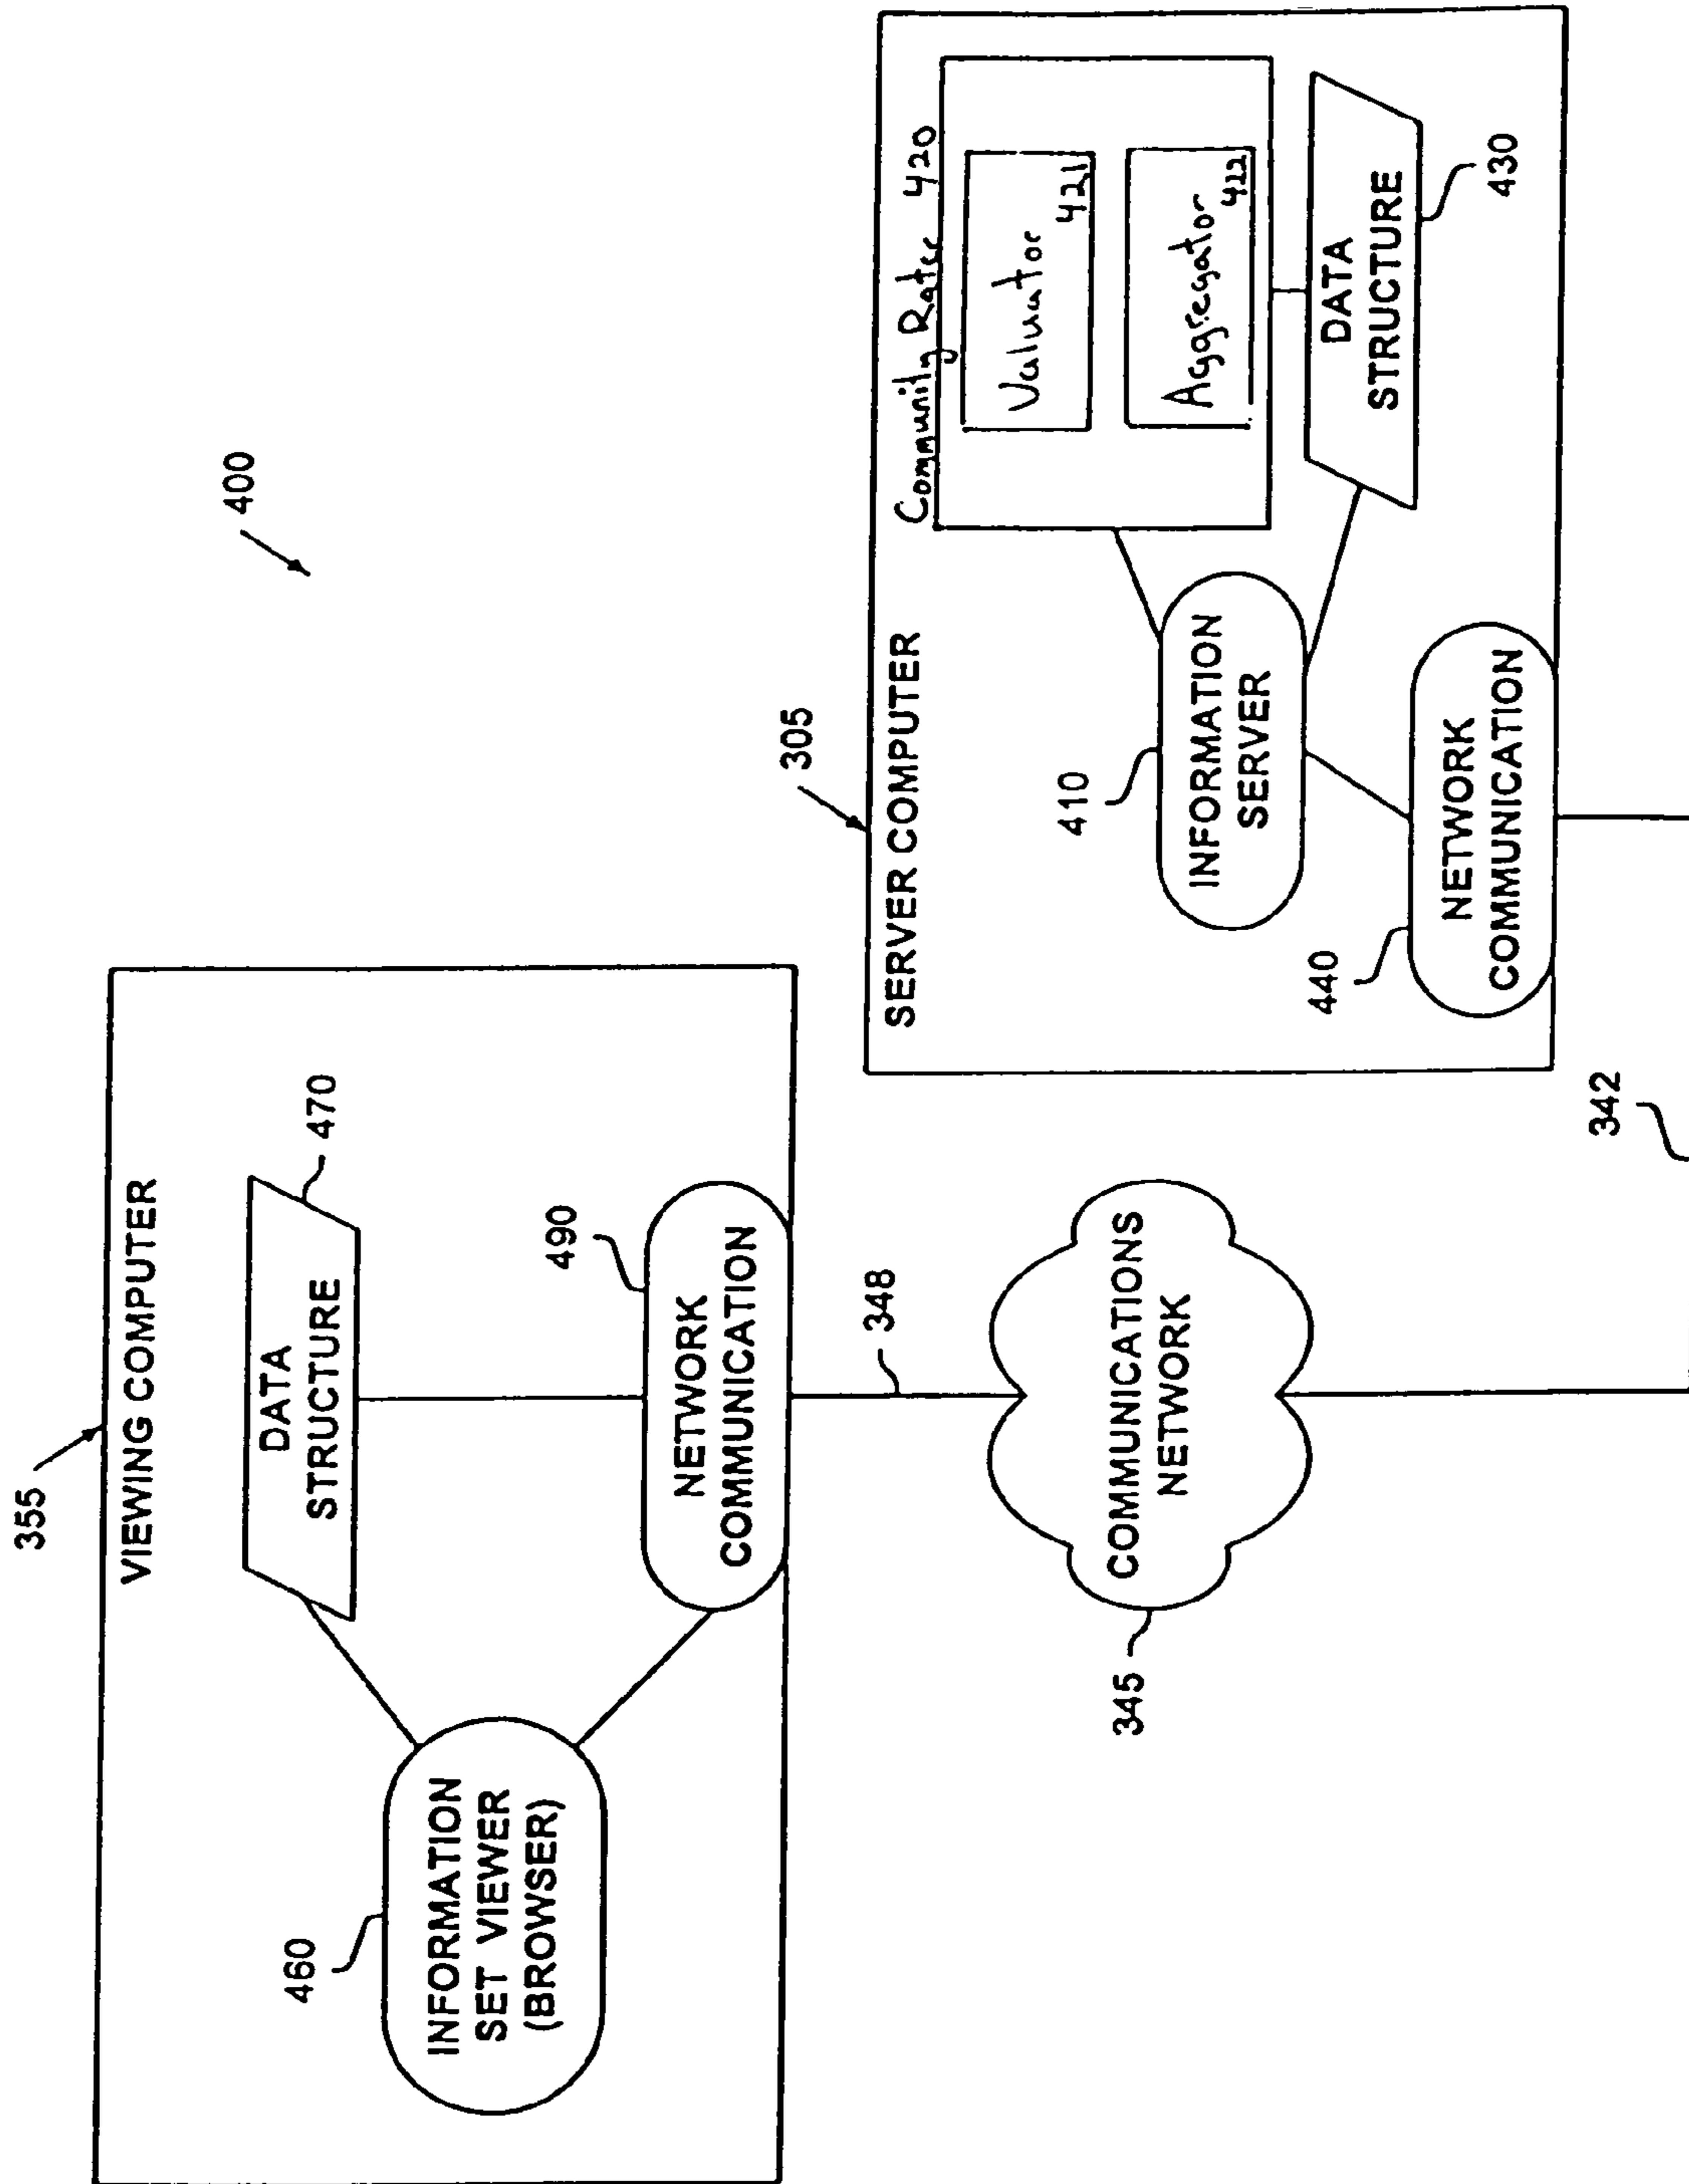 400
355
VIEWING COMPUTER
DATA
STRUCTURE
470
460
INFORMATION
SET VIEWER
(BROWSER)
490
NETWORK
COMMUNICATION
348
COMMUNICATIONS
NETWORK
345
342
305
SERVER COMPUTER
Community Rater 420
Valuator
421
Aggregator
422
410
INFORMATION
SERVER
DATA
STRUCTURE
430
440
NETWORK
COMMUNICATION